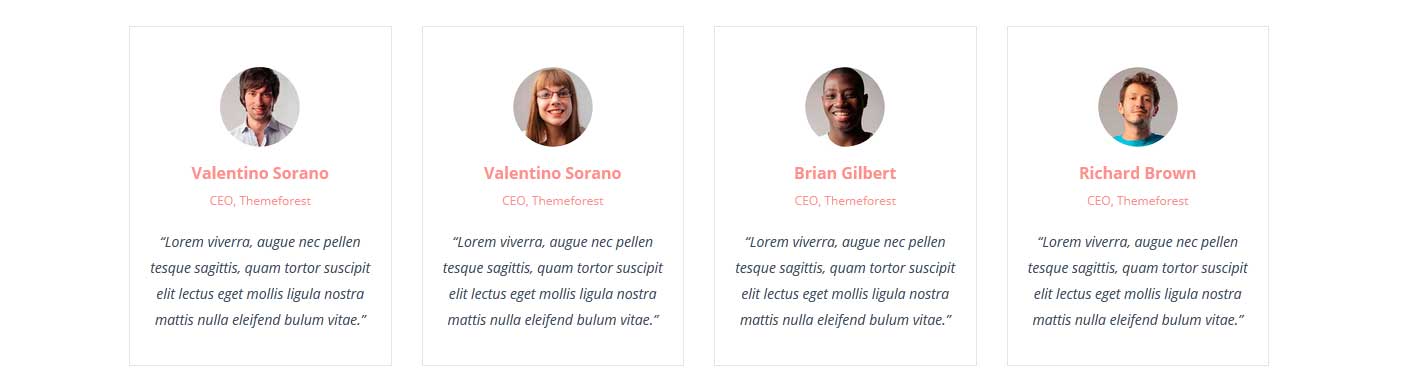 Valentino Sorano
CEO, Themeforest
“Lorem viverra, augue nec pellen
tesque sagittis, quam tortor suscipit
elit lectus eget mollis ligula nostra
mattis nulla eleifend bulum vitae.”
Valentino Sorano
CEO, Themeforest
“Lorem viverra, augue nec pellen
tesque sagittis, quam tortor suscipit
elit lectus eget mollis ligula nostra
mattis nulla eleifend bulum vitae.”
Brian Gilbert
CEO, Themeforest
“Lorem viverra, augue nec pellen
tesque sagittis, quam tortor suscipit
elit lectus eget mollis ligula nostra
mattis nulla eleifend bulum vitae.”
Richard Brown
CEO, Themeforest
“Lorem viverra, augue nec pellen
tesque sagittis, quam tortor suscipit
elit lectus eget mollis ligula nostra
mattis nulla eleifend bulum vitae.”